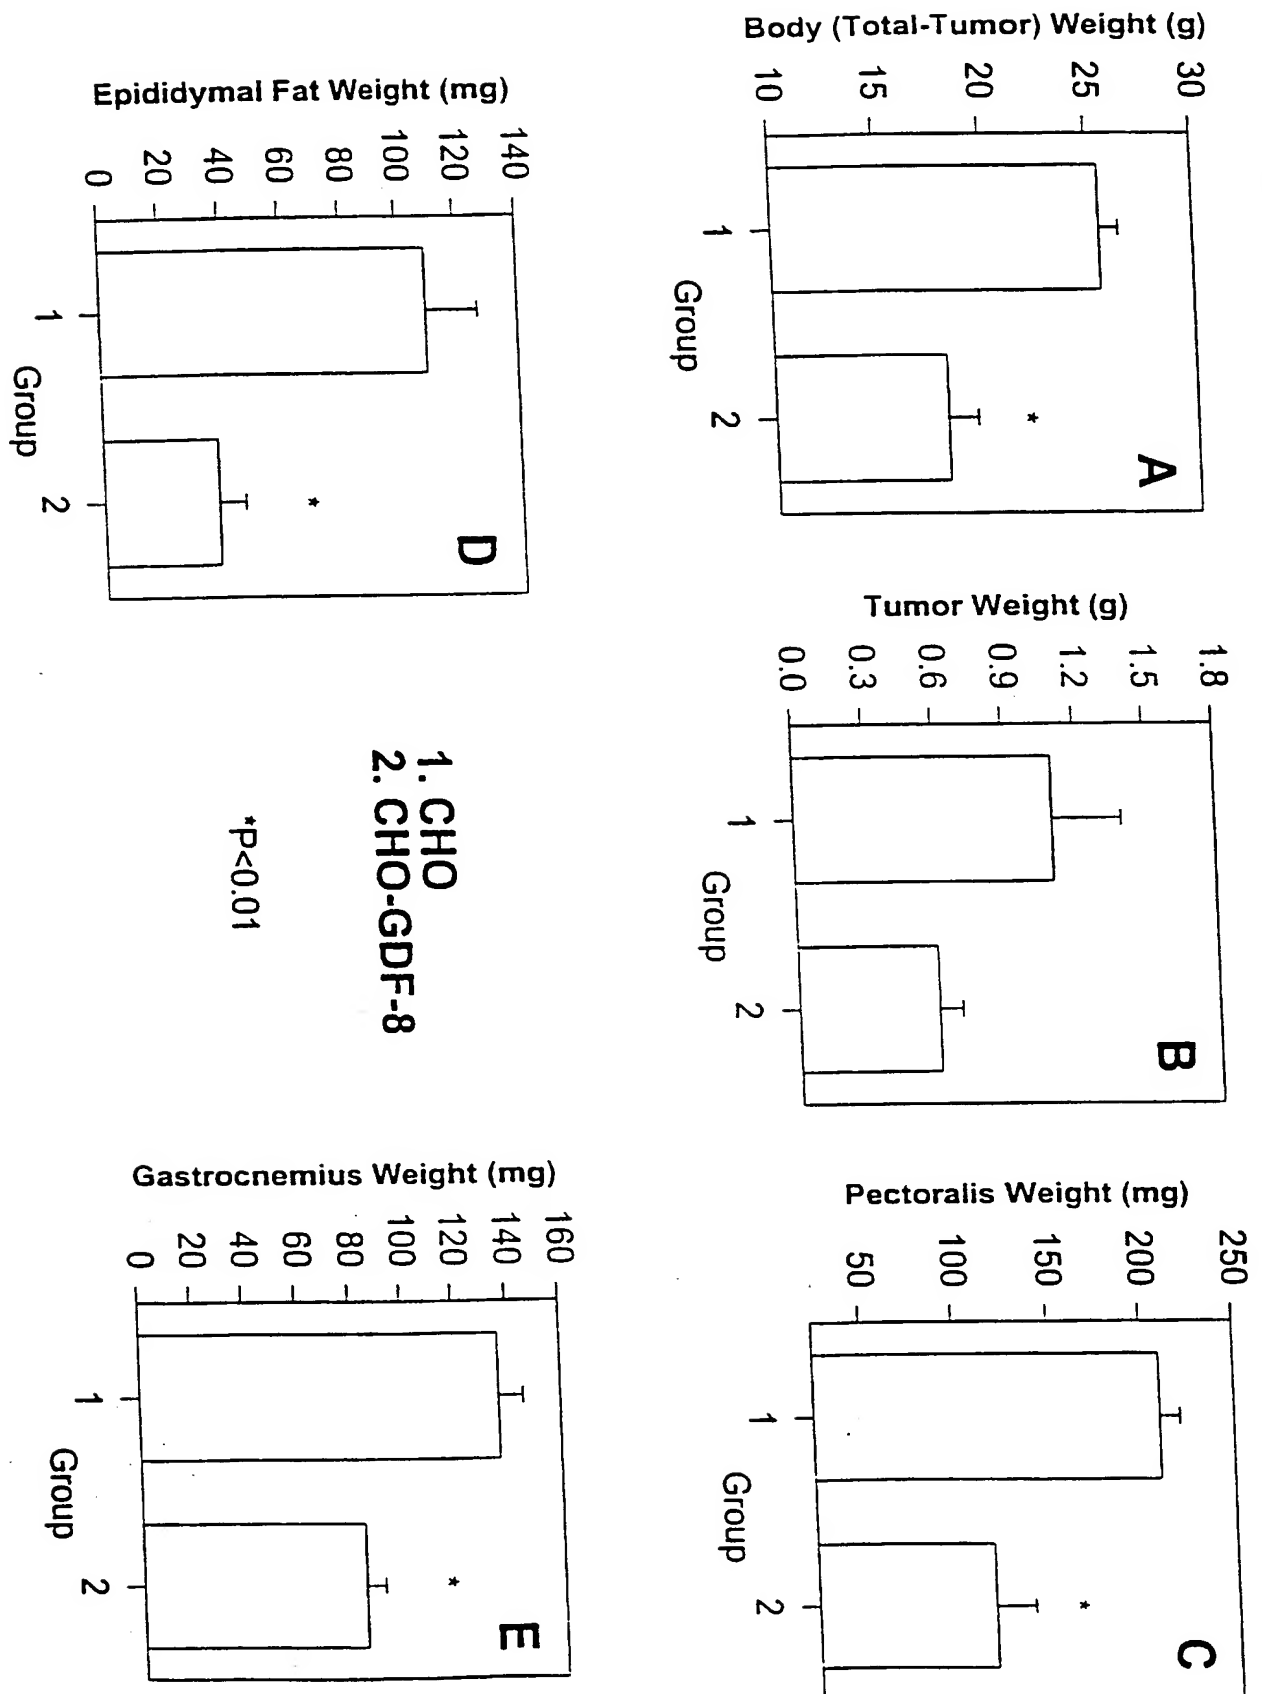 Body (Total-Tumor) Weight (g)
30
25
20
15
10
A
*
1
2
Group
Tumor Weight (g)
1.8
1.5
1.2
0.9
0.6
0.3
0.0
B
1
2
Group
Pectoralis Weight (mg)
250
200
150
100
50
C
*
1
2
Group
Epididymal Fat Weight (mg)
140
120
100
80
60
40
20
0
D
*
1
2
Group
1. CHO
2. CHO-GDF-8
*P<0.01
Gastrocnemius Weight (mg)
160
140
120
100
80
60
40
20
0
E
*
1
2
Group